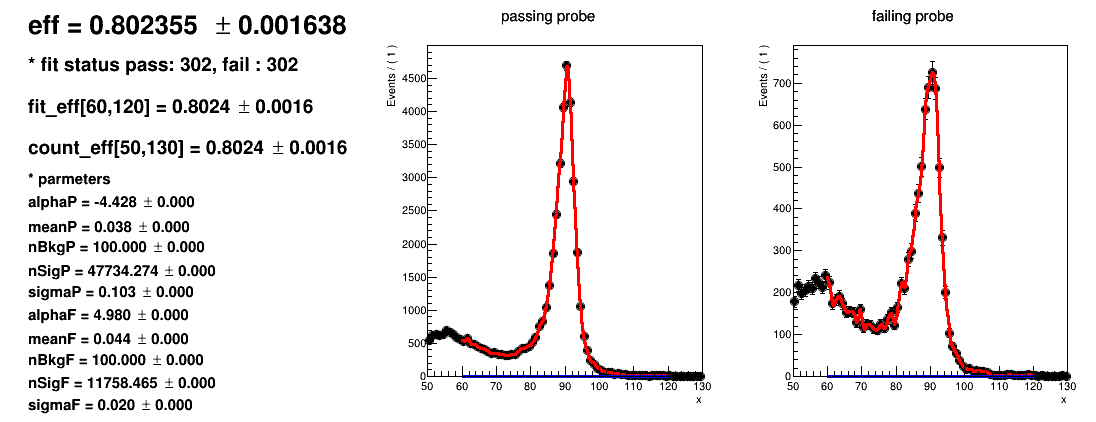 eff = 0.802355 ± 0.001638
* fit status pass: 302, fail : 302
fit_eff[60,120] = 0.8024 ± 0.0016
count_eff[50,130] = 0.8024 ± 0.0016
* parmeters
alphaP = -4.428 ± 0.000
meanP = 0.038 ± 0.000
nBkgP = 100.000 ± 0.000
nSigP = 47734.274 ± 0.000
sigmaP = 0.103 ± 0.000
alphaF = 4.980 ± 0.000
meanF = 0.044 ± 0.000
nBkgF = 100.000 ± 0.000
nSigF = 11758.465 ± 0.000
sigmaF = 0.020 ± 0.000
passing probe
Events / ( 1 )
4500
4000
3500
3000
2500
2000
1500
1000
500
0
50 60 70 80 90 100 110 120 130
x
failing probe
Events / ( 1 )
700
600
500
400
300
200
100
0
50 60 70 80 90 100 110 120 130
x